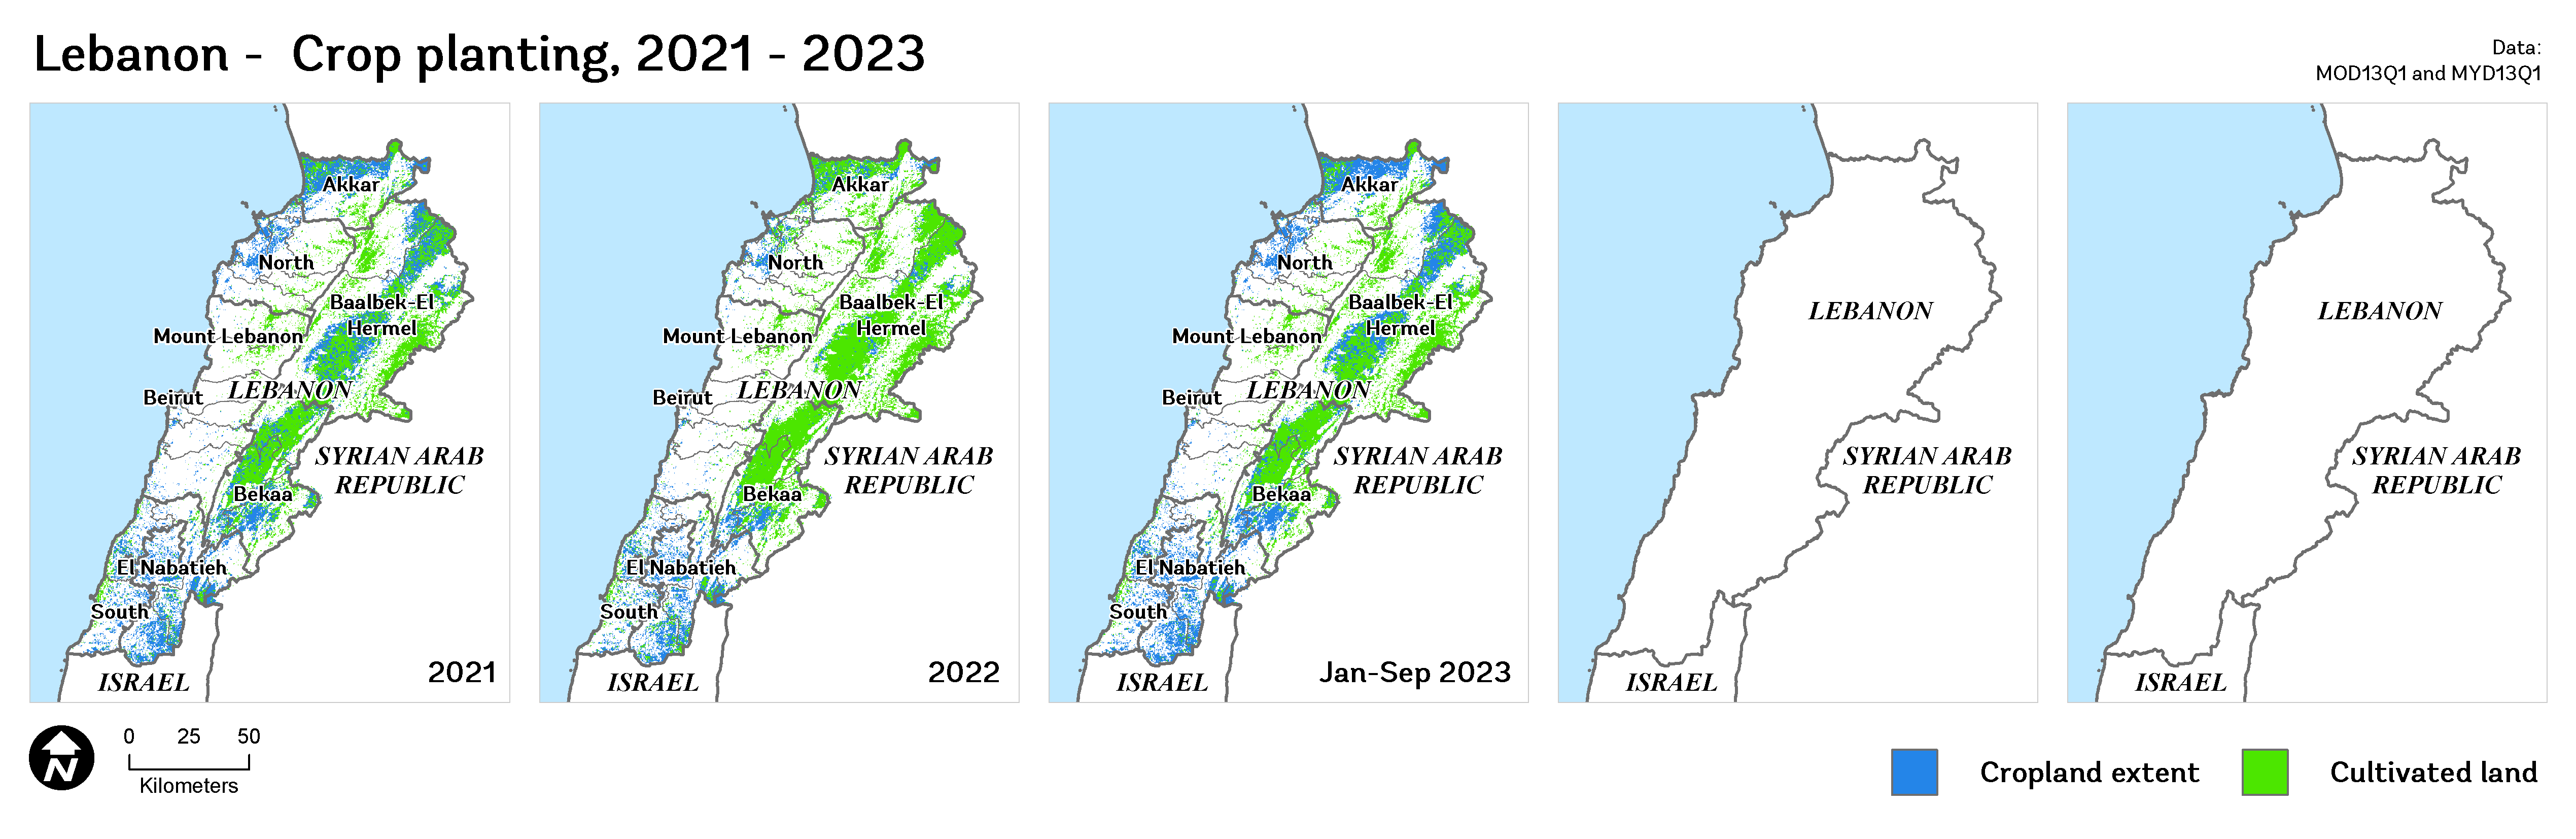 Lebanon - Crop planting, 2021 - 2023
Data:
MOD13Q1 and MYD13Q1
Akkar
North
Baalbek-El
Hermel
Mount Lebanon
LEBANON
Beirut
SYRIAN ARAB
REPUBLIC
Bekaa
El Nabatieh
South
ISRAEL
2021
Akkar
North
Baalbek-El
Hermel
Mount Lebanon
LEBANON
Beirut
SYRIAN ARAB
REPUBLIC
Bekaa
El Nabatieh
South
ISRAEL
2022
Akkar
North
Baalbek-El
Hermel
Mount Lebanon
LEBANON
Beirut
SYRIAN ARAB
REPUBLIC
Bekaa
El Nabatieh
South
ISRAEL
Jan-Sep 2023
LEBANON
SYRIAN ARAB
REPUBLIC
ISRAEL
LEBANON
SYRIAN ARAB
REPUBLIC
ISRAEL
N
0 25 50
Kilometers
Cropland extent
Cultivated land